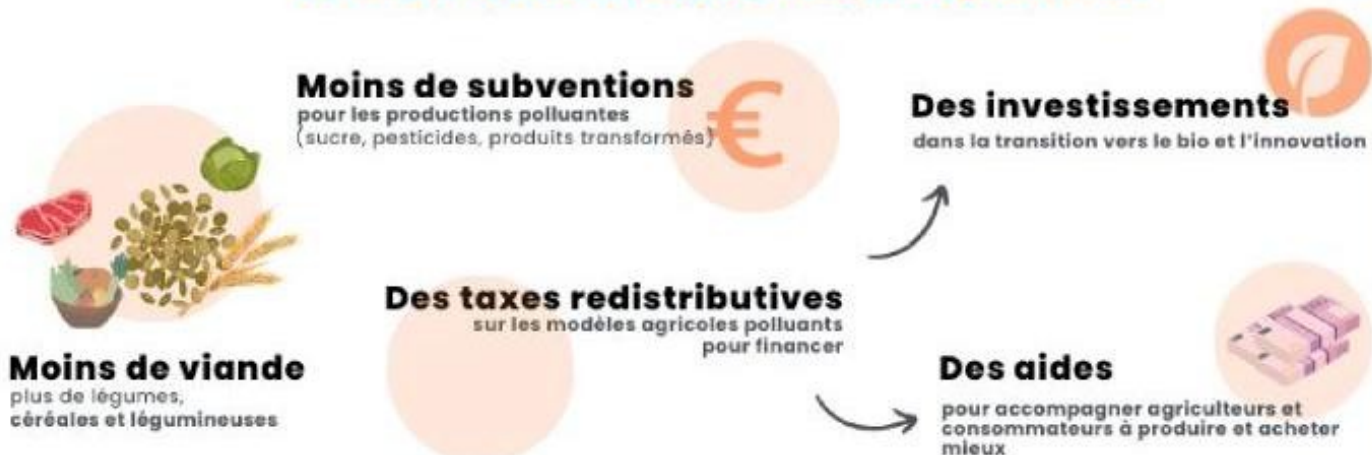 Moins de subventions
pour les productions polluantes
(sucre, pesticides, produits transformés)
€
Des investissements
dans la transition vers le bio et l'innovation
Des taxes redistributives
sur les modèles agricoles polluants
pour financer
Moins de viande
plus de légumes,
céréales et légumineuses
Des aides
pour accompagner agriculteurs et
consommateurs à produire et acheter
mieux